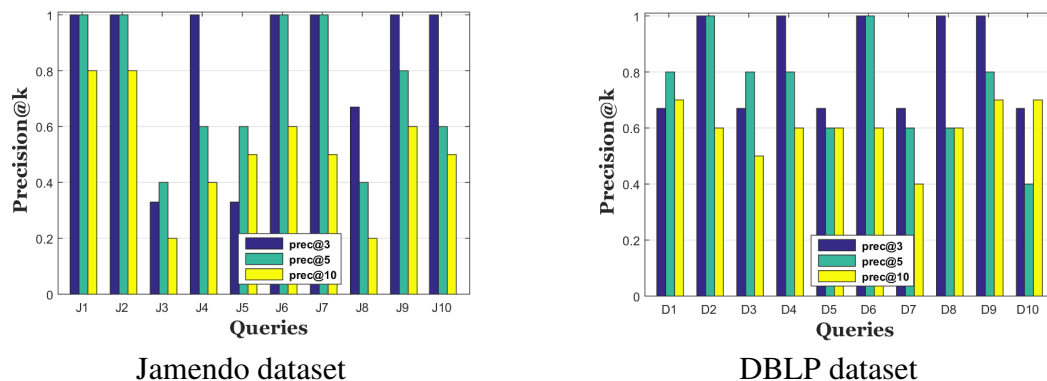 Precision@k
1
0.8
0.6
0.4
0.2
0
prec@3
prec@5
prec@10
J1 J2 J3 J4 J5 J6 J7 J8 J9 J10
Queries
Jamendo dataset
Precision@k
1
0.8
0.6
0.4
0.2
0
prec@3
prec@5
prec@10
D1 D2 D3 D4 D5 D6 D7 D8 D9 D10
Queries
DBLP dataset